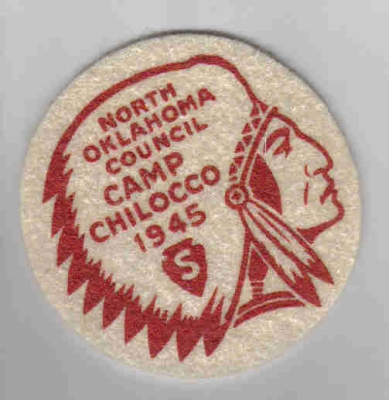 NORTH
OKLAHOMA
COUNCIL
CAMP
CHILOCCO
1945
S